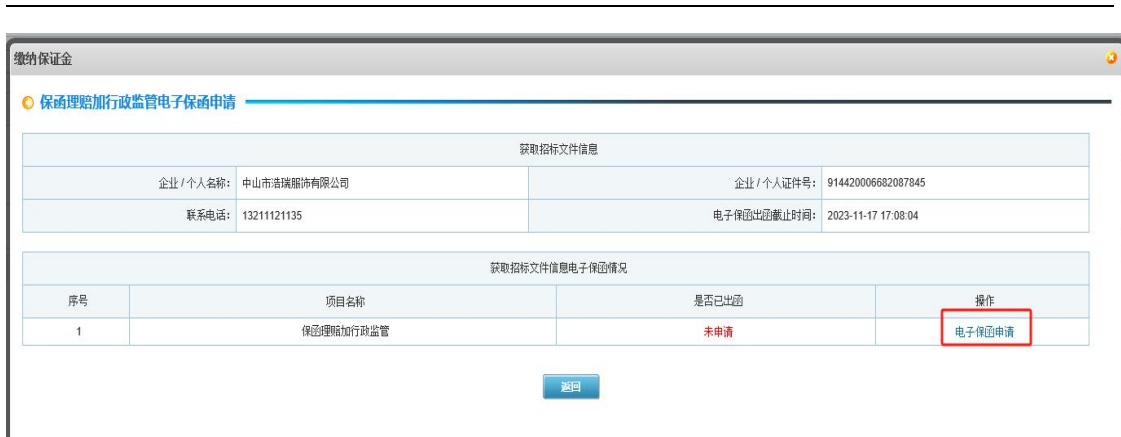 缴纳保证金
保函理赔加行政监管电子保函申请
获取招标文件信息
企业 / 个人名称: 中山市浩瑞服饰有限公司 企业 / 个人证件号: 914420006682087845
联系电话: 13211121135 电子保函出函截止时间: 2023-11-17 17:08:04
获取招标文件信息电子保函情况
序号 项目名称 是否已出函 操作
1 保函理赔加行政监管 未申请 电子保函申请
返回